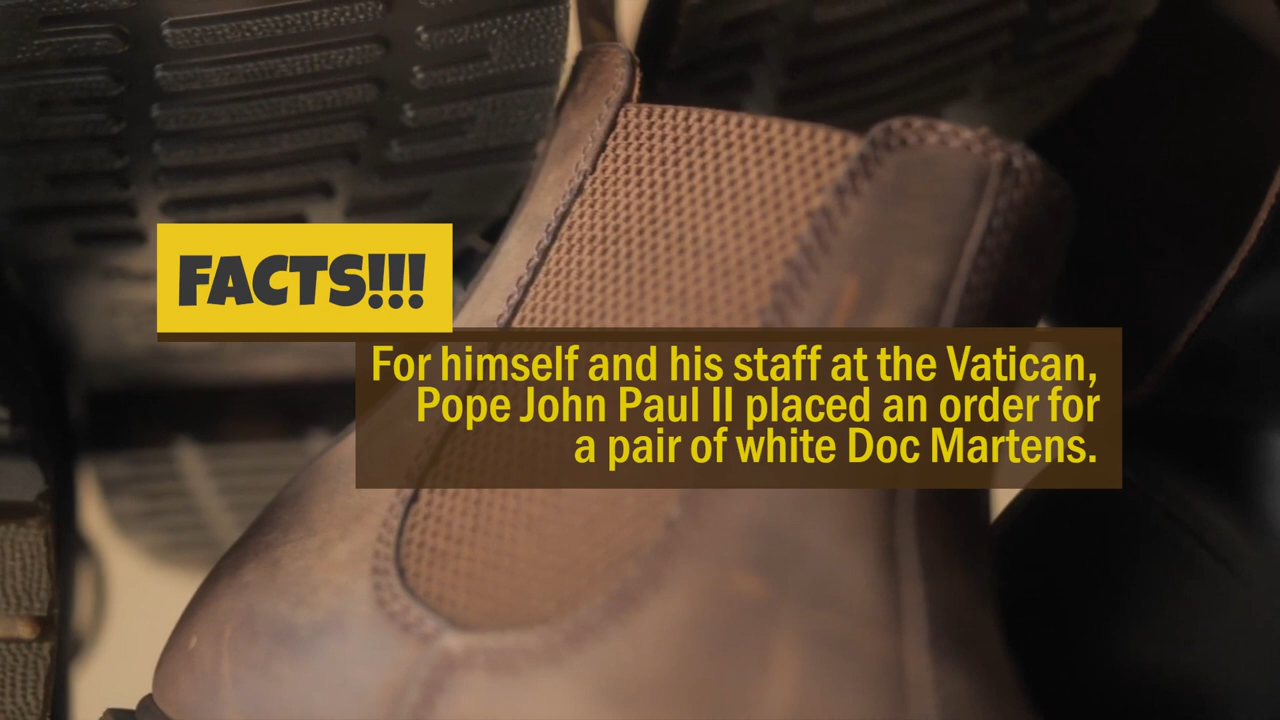 FACTS!!!
For himself and his staff at the Vatican,
Pope John Paul II placed an order for
a pair of white Doc Martens.